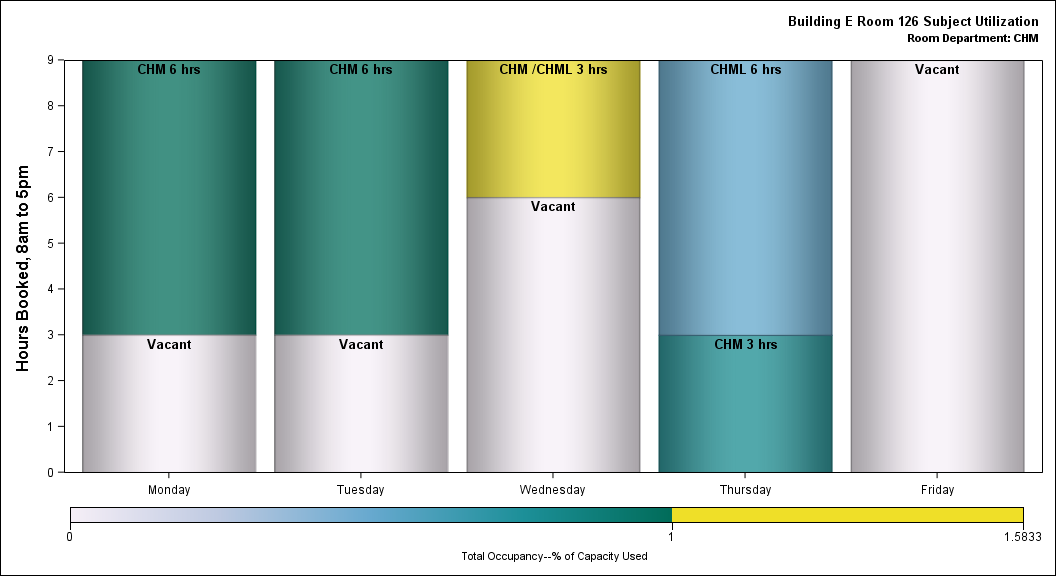 Building E Room 126 Subject Utilization
Room Department: CHM
Hours Booked, 8am to 5pm
9
8
7
6
5
4
3
2
1
0
CHM 6 hrs
CHM 6 hrs
CHM /CHML 3 hrs
CHML 6 hrs
Vacant
Vacant
Vacant
Vacant
CHM 3 hrs
Monday
Tuesday
Wednesday
Thursday
Friday
0
1
1.5833
Total Occupancy--% of Capacity Used